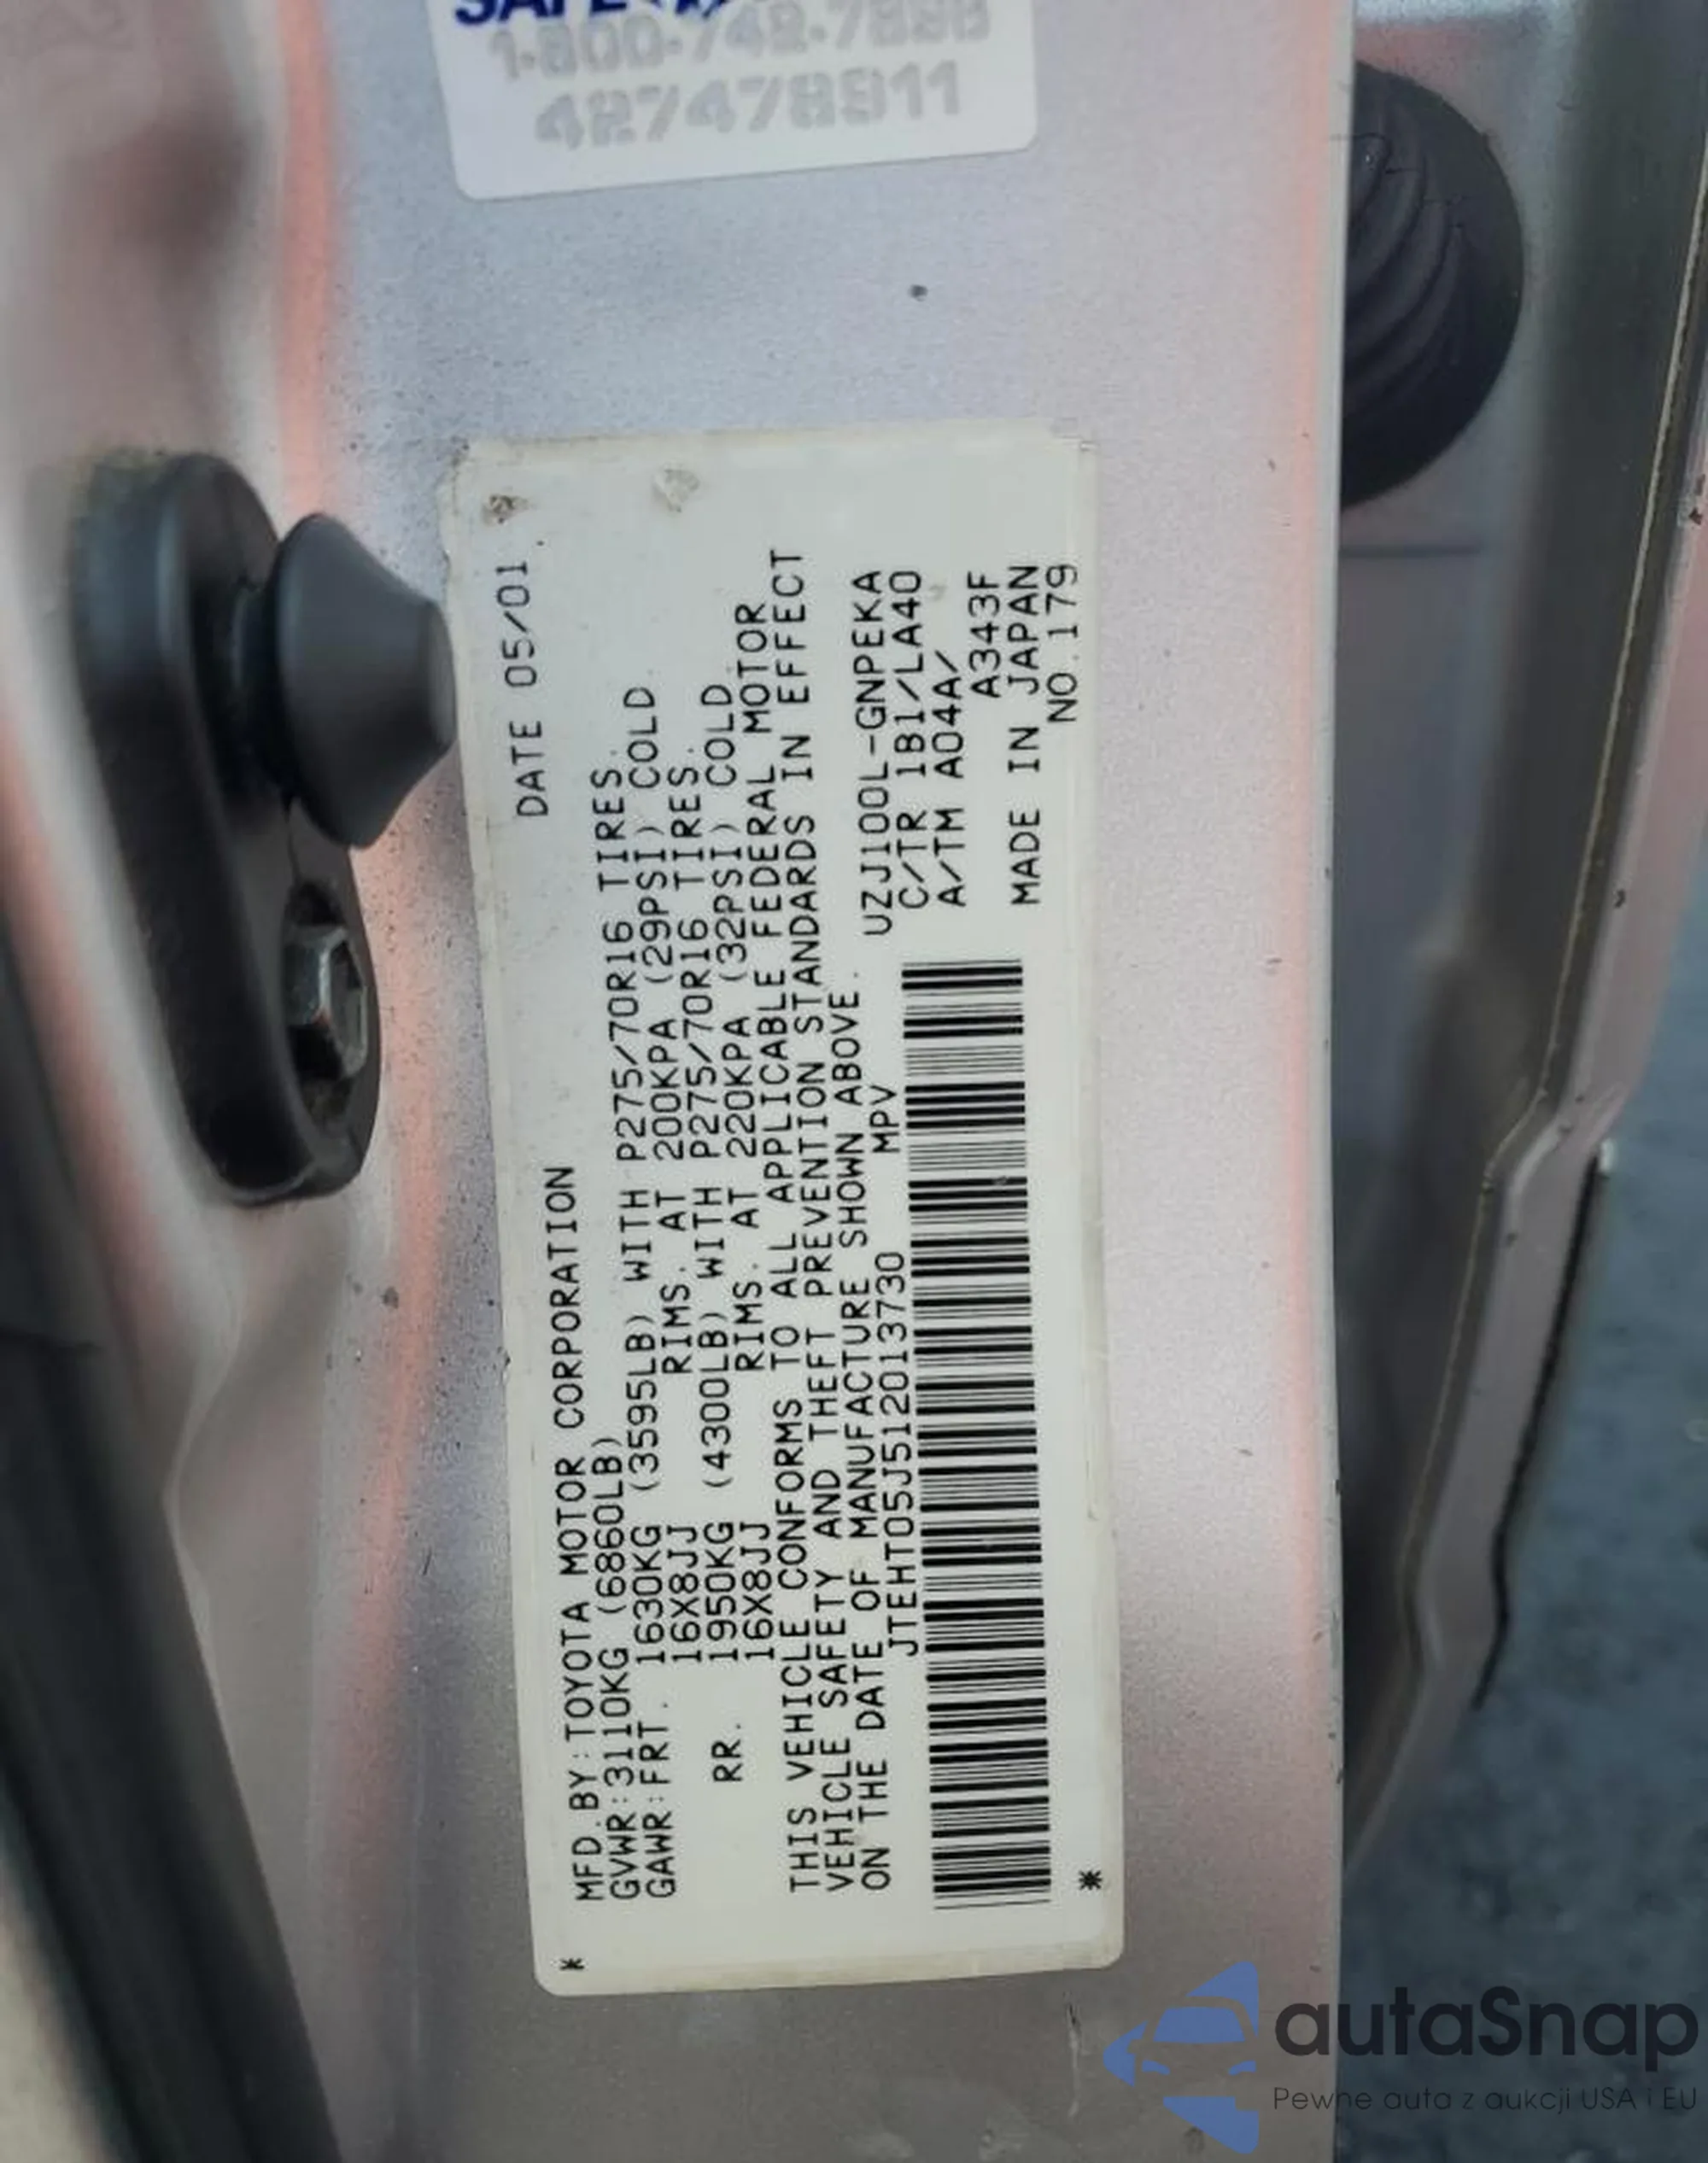 1-800-742-7898
427478911
DATE 05/01
MFD.BY:TOYOTA MOTOR CORPORATION
GVWR:3110KG (6860LB)
GAWR:FRT. 1630KG (3595LB) WITH P275/70R16 TIRES.
16X8JJ RIMS. AT 200KPA (29PSI) COLD.
RR. 1950KG (4300LB) WITH P275/70R16 TIRES.
16X8JJ RIMS. AT 220KPA (32PSI) COLD.
THIS VEHICLE CONFORMS TO ALL APPLICABLE FEDERAL MOTOR
VEHICLE SAFETY AND THEFT PREVENTION STANDARDS IN EFFECT
ON THE DATE OF MANUFACTURE SHOWN ABOVE.
JTEHT05J512013730 MPV
UZJ100L-GNPEKA
C/TR 1B1/LA40
A/TM A04A/
A343F
MADE IN JAPAN
NO.179
autaSnap
Pewne auta z aukcji USA i EU